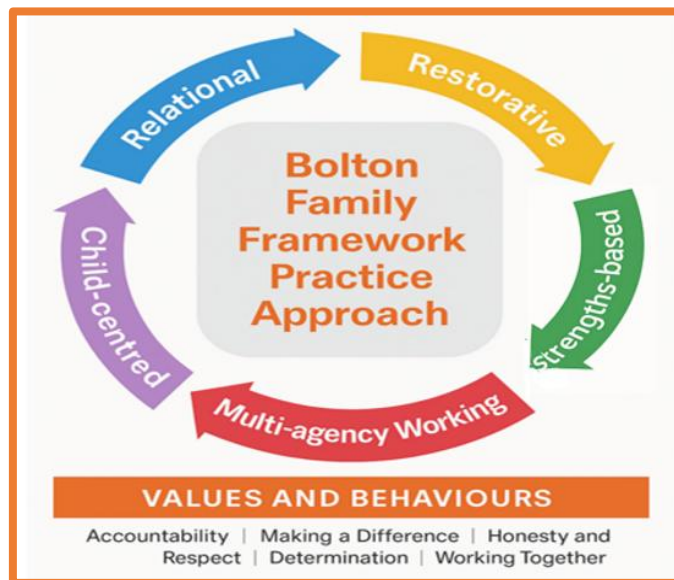 Relational
Restorative
Strengths-based
Multi-agency Working
Child-centred
Bolton
Family
Framework
Practice
Approach
VALUES AND BEHAVIOURS
Accountability | Making a Difference | Honesty and
Respect | Determination | Working Together